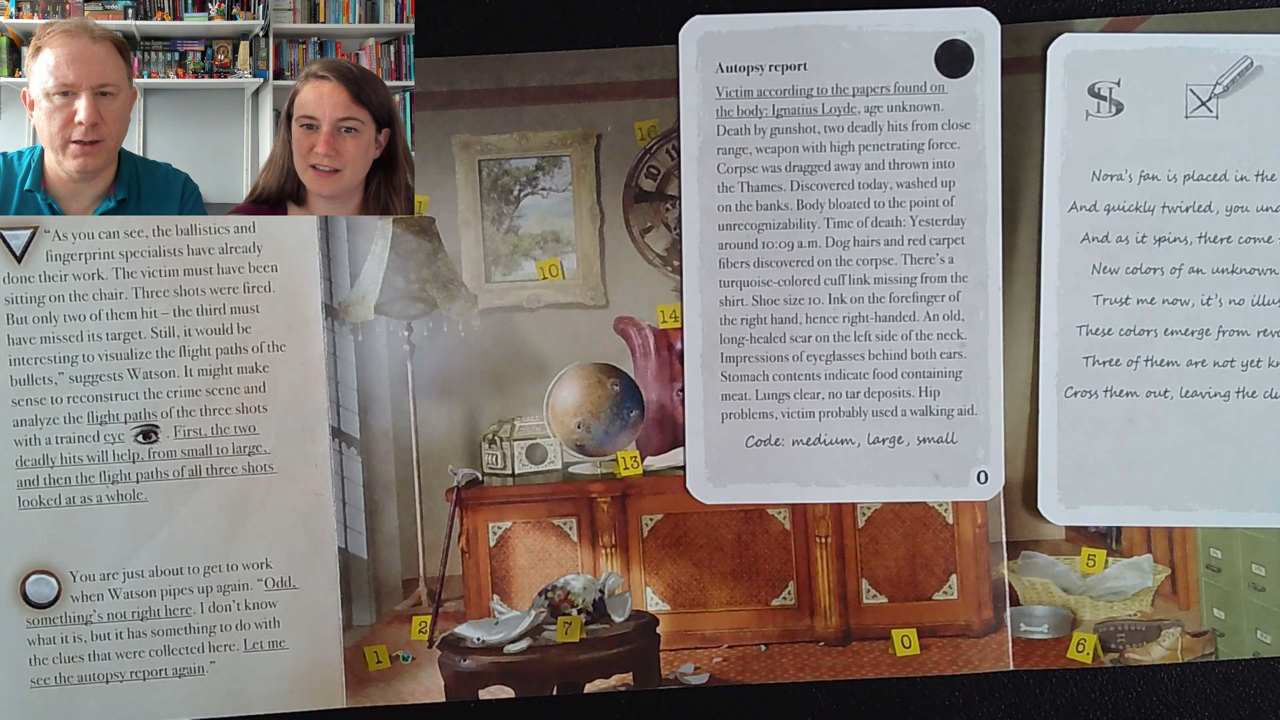 "As you can see, the ballistics and
fingerprint specialists have already
done their work. The victim must have been
sitting on the chair. Three shots were fired.
But only two of them hit – the third must
have missed its target. Still, it would be
interesting to visualize the flight paths of the
bullets," suggests Watson. It might make
sense to reconstruct the crime scene and
analyze the flight paths of the three shots
with a trained eye .  First, the two
deadly hits will help, from small to large,
and then the flight paths of all three shots
looked at as a whole.
You are just about to get to work
when Watson pipes up again. "Odd,
something's not right here. I don't know
what it is, but it has something to do with
the clues that were collected here. Let me
see the autopsy report again."
16
10
11
10
14
13
2
1
7
0
5
6.
11
Autopsy report
Victim according to the papers found on
the body: Ignatius Loyde, age unknown.
Death by gunshot, two deadly hits from close
range, weapon with high penetrating force.
Corpse was dragged away and thrown into
the Thames. Discovered today, washed up
on the banks. Body bloated to the point of
unrecognizability. Time of death: Yesterday
around 10:09 a.m. Dog hairs and red carpet
fibers discovered on the corpse. There's a
turquoise-colored cuff link missing from the
shirt. Shoe size 10. Ink on the forefinger of
the right hand, hence right-handed. An old,
long-healed scar on the left side of the neck.
Impressions of eyeglasses behind both ears.
Stomach contents indicate food containing
meat. Lungs clear, no tar deposits. Hip
problems, victim probably used a walking aid.
Code: medium, large, small
0
Nora's fan is placed in the
And quickly twirled, you
And as it spins, there come
New colors of an unknown
Trust me now, it's no
These colors emerge from
Three of them are not yet
Cross them out, leaving the